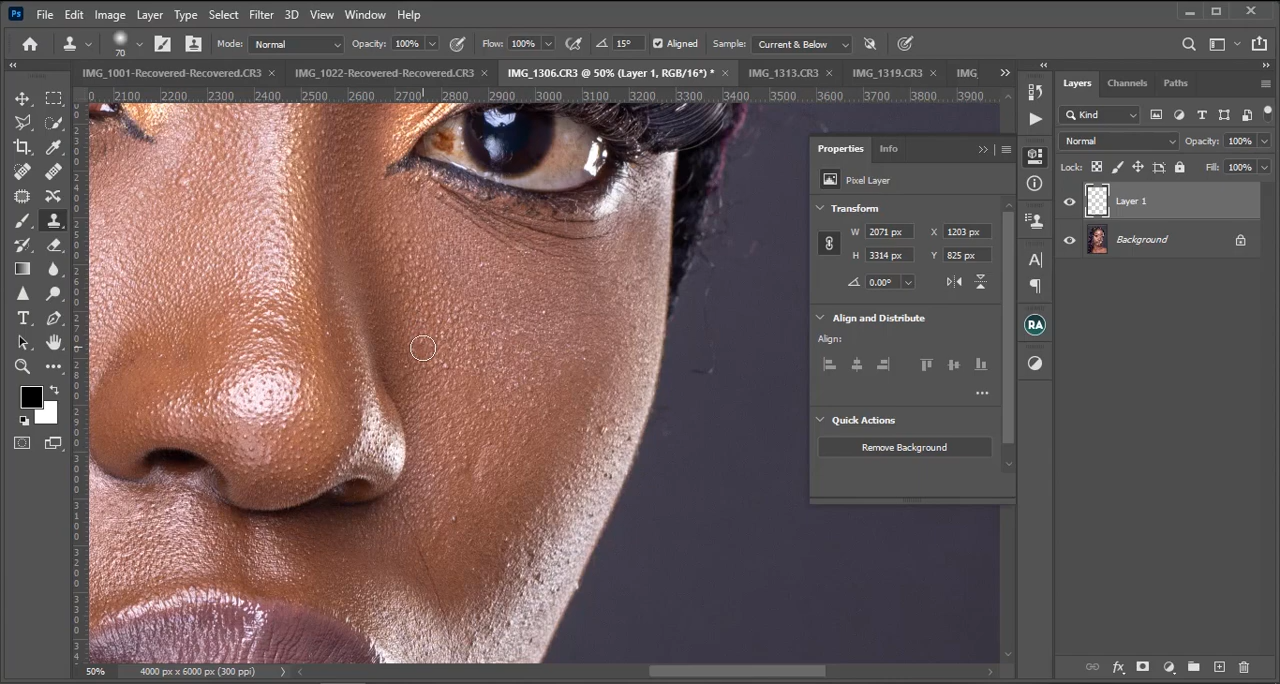 Ps File Edit Image Layer Type Select Filter 3D View Window Help
70 Mode: Normal Opacity: 100% Flow: 100% 15° Aligned Sample: Current & Below
IMG_1001-Recovered-Recovered.CR3 × IMG_1022-Recovered-Recovered.CR3 × IMG_1306.CR3 @ 50% (Layer 1, RGB/16*) * × IMG_1313.CR3 × IMG_1319.CR3 × IMG_
0 2100 2200 2300 2400 2500 2600 2700 2800 2900 3000 3100 3200 3300 3400 3500 3600 3700 3800 3900
Properties Info
Pixel Layer
Transform
W 2071 px X 1203 px
H 3314 px Y 825 px
0.00°
Align and Distribute
Align:
Quick Actions
Remove Background
Layers Channels Paths
Kind
Normal Opacity: 100%
Lock: Fill: 100%
Layer 1
Background
RA
50% 4000 px x 6000 px (300 ppi)